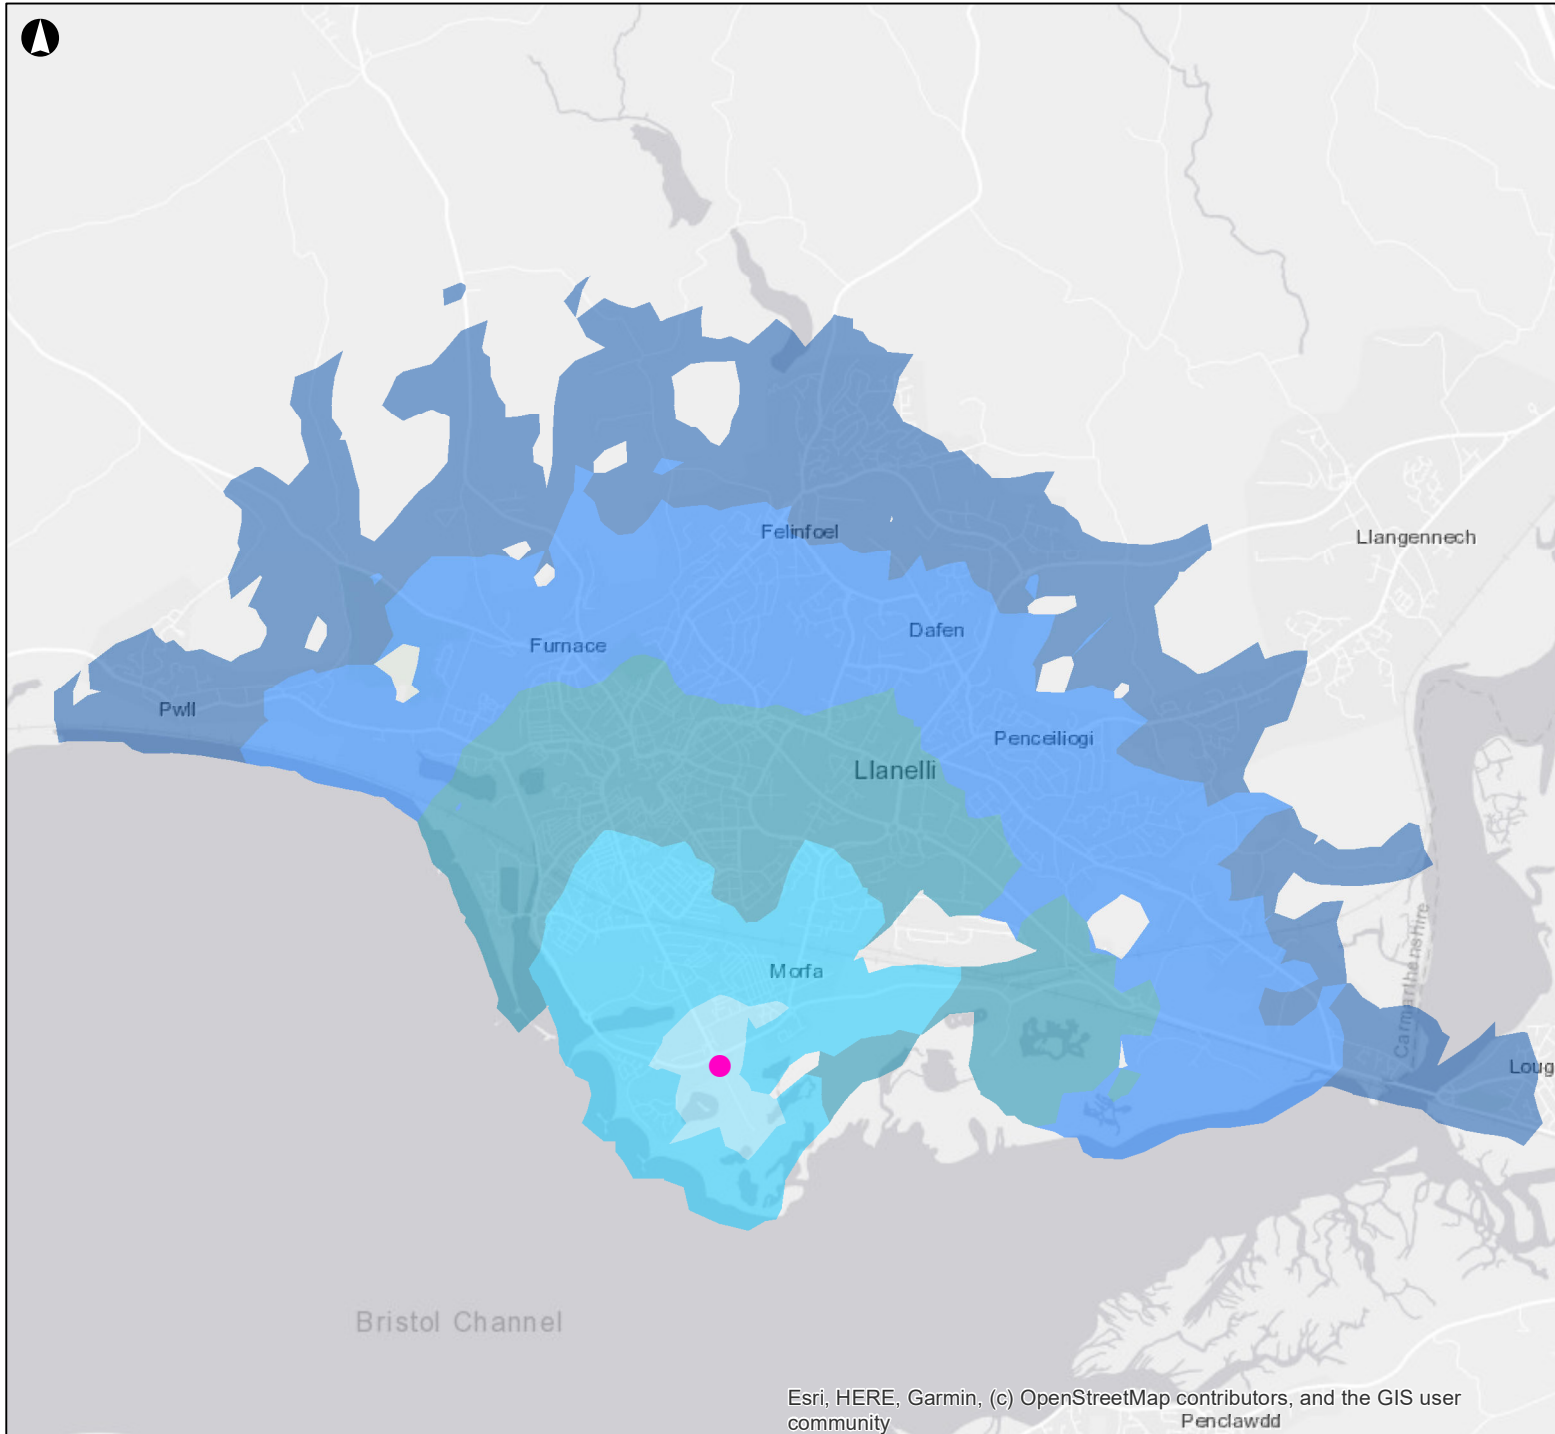 Felinfoel
Llangennech
Dafen
Furnace
Pwll
Penceiliogi
Llanelli
Morfa
Carmarthenshire
Loug
Bristol Channel
Esri, HERE, Garmin, (c) OpenStreetMap contributors, and the GIS user
community
Penclawdd